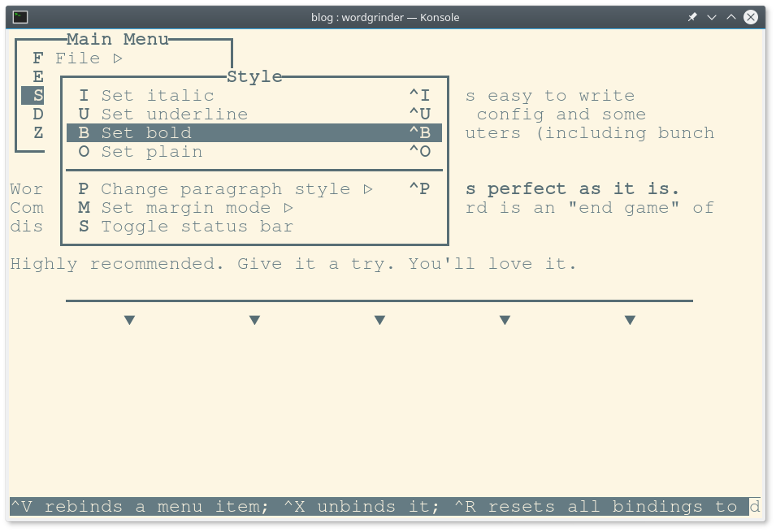 blog : wordgrinder — Konsole
Main Menu
F File ▷
E
Style
S
I Set italic ^I
s easy to write
D
U Set underline ^U
config and some
Z
B Set bold ^B
uters (including bunch
O Set plain ^O
Wor
P Change paragraph style ▷ ^P
s perfect as it is.
Com
M Set margin mode ▷
rd is an "end game" of
dis
S Toggle status bar
Highly recommended. Give it a try. You'll love it.
^V rebinds a menu item; ^X unbinds it; ^R resets all bindings to d